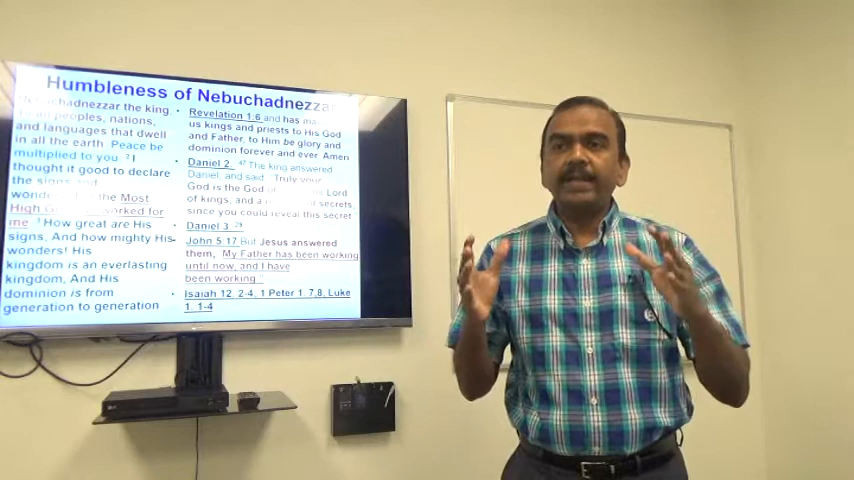 Humbleness of Nebuchadnezzar
Nebuchadnezzar the king,
To all peoples, nations,
and languages that dwell
in all the earth: Peace be
multiplied to you. 2 I
thought it good to declare
the signs and
wonders that the Most
High God has worked for
me. 3 How great are His
signs, And how mighty His
wonders! His
kingdom is an everlasting
kingdom, And His
dominion is from
generation to generation
• Revelation 1:6 and has made
us kings and priests to His God
and Father, to Him be glory and
dominion forever and ever. Amen
• Daniel 2. 47 The king answered
Daniel, and said, "Truly your
God is the God of Lord
of kings, and a secrets,
since you could reveal this secret
• Daniel 3. 29
• John 5.17 But Jesus answered
them, My Father has been working
until now, and I have
been working
• Isaiah 12. 2-4, 1 Peter 1. 7,8, Luke
1. 1-4